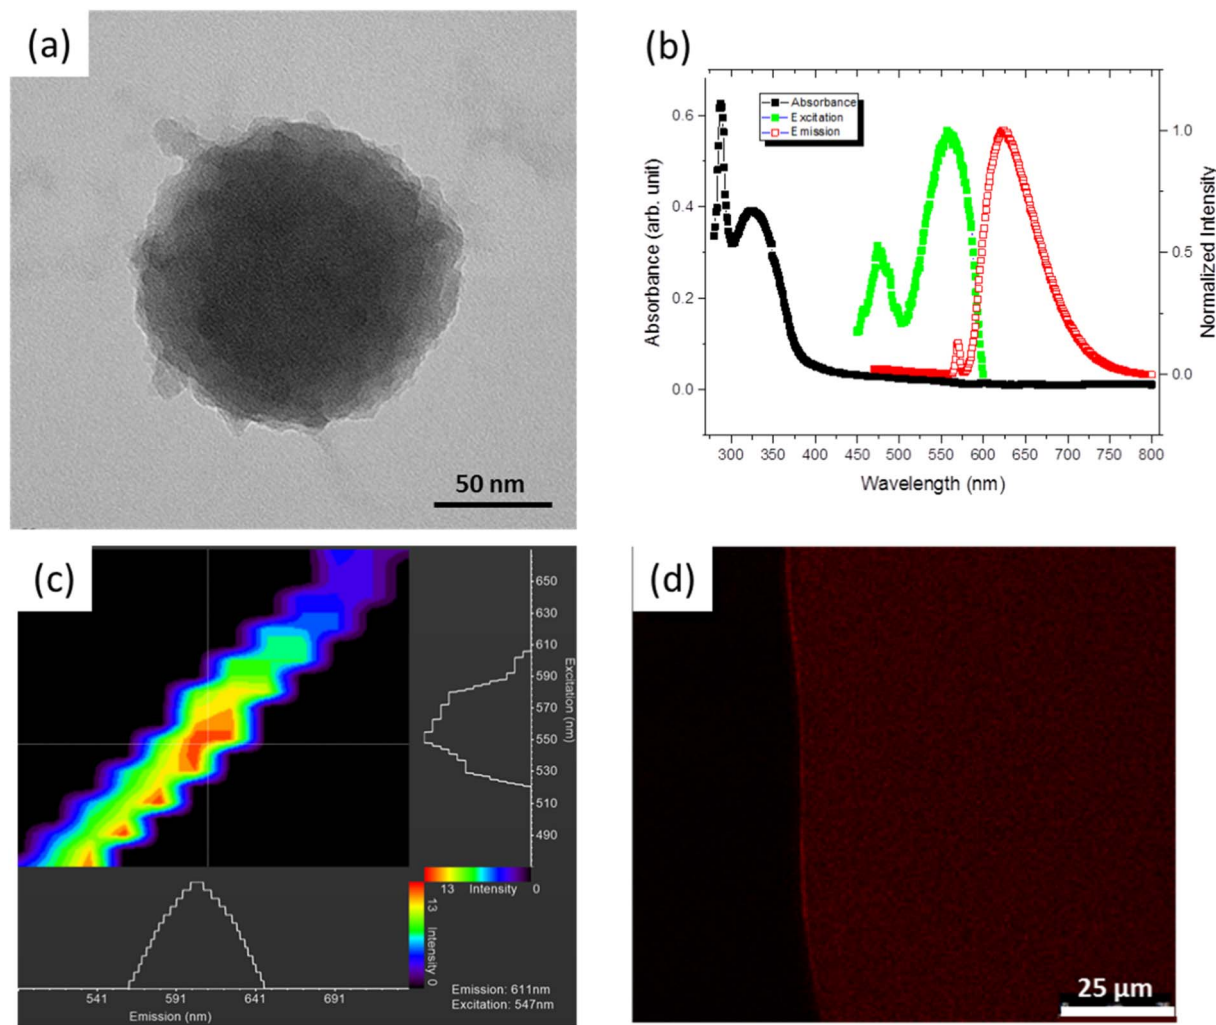 (a)
50 nm
(b)
Absorbance
Excitation
Emission
0.6
0.4
0.2
0.0
Absorbance (arb. unit)
1.0
0.5
0.0
Normalized Intensity
300 350 400 450 500 550 600 650 700 750 800
Wavelength (nm)
(c)
650
630
610
590
570
550
530
510
490
Excitation (nm)
13 Intensity 0
13 Intensity 0
541 591 641 691
Emission (nm)
Emission: 611nm
Excitation: 547nm
(d)
25 µm